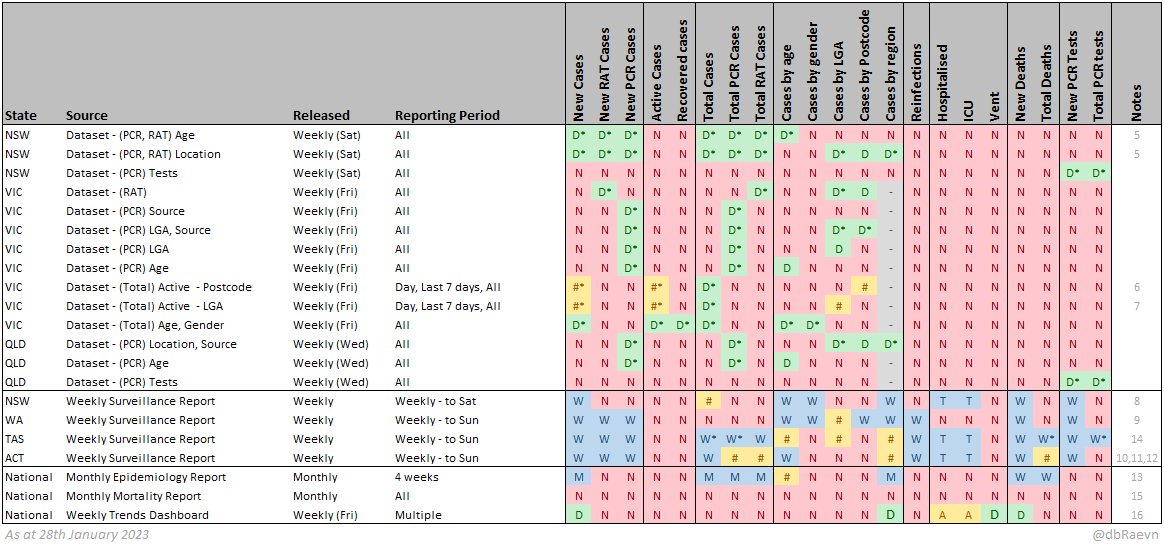 State Source Released Reporting Period New Cases New RAT Cases New PCR Cases Active Cases Recovered cases Total Cases Total PCR Cases Total RAT Cases Cases by age Cases by gender Cases by LGA Cases by Postcode Cases by region Reinfections Hospitalised ICU Vent New Deaths Total Deaths New PCR Tests Total PCR tests Notes
NSW Dataset - (PCR, RAT) Age Weekly (Sat) All D* D* D* N N D* D* D* D* N N N N N N N N N N N N 5
NSW Dataset - (PCR, RAT) Location Weekly (Sat) All D* D* D* N N D* D* D* N N D* D D* N N N N N N N N 5
NSW Dataset - (PCR) Tests Weekly (Sat) All N N N N N N N N N N N N N N N N N N N D* D*
VIC Dataset - (RAT) Weekly (Fri) All N D* N N N N N D* N N D* D - N N N N N N N N
VIC Dataset - (PCR) Source Weekly (Fri) All N N D* N N N D* N N N N N - N N N N N N N N
VIC Dataset - (PCR) LGA, Source Weekly (Fri) All N N D* N N N D* N N N D* D* - N N N N N N N N
VIC Dataset - (PCR) LGA Weekly (Fri) All N N D* N N N D* N N N D N - N N N N N N N N
VIC Dataset - (PCR) Age Weekly (Fri) All N N D* N N N D* N D N N N - N N N N N N N N
VIC Dataset - (Total) Active - Postcode Weekly (Fri) Day, Last 7 days, All #* N N #* N D* N N N N N # - N N N N N N N N 6
VIC Dataset - (Total) Active - LGA Weekly (Fri) Day, Last 7 days, All #* N N #* N D* N N N N # N - N N N N N N N N 7
VIC Dataset - (Total) Age, Gender Weekly (Fri) All D* N N D* D* D* N N D* D* N N - N N N N N N N N
QLD Dataset - (PCR) Location, Source Weekly (Wed) All N N D* N N N D* N N N D* D D* N N N N N N N N
QLD Dataset - (PCR) Age Weekly (Wed) All N N D* N N N D* N D N N N - N N N N N N N N
QLD Dataset - (PCR) Tests Weekly (Wed) All N N N N N N N N N N N N - N N N N N N D* D*
NSW Weekly Surveillance Report Weekly Weekly - to Sat W N N N N # N N W W N N W N T T N W N W N 8
WA Weekly Surveillance Report Weekly Weekly - to Sun W W W N N N N N W W # W W W N N N W N W N 9
TAS Weekly Surveillance Report Weekly Weekly - to Sun W W W N N W* W* W # N # N # W T T N W W* W W* 14
ACT Weekly Surveillance Report Weekly Weekly - to Sun W W W N N W # # W W N N # W T T N W # W N 10,11,12
National Monthly Epidemiology Report Monthly 4 weeks M N N N N M M M # N N N M N N N N W W N N 13
National Monthly Mortality Report Monthly All N N N N N N N N N N N N N N N N N N N N N 15
National Weekly Trends Dashboard Weekly (Fri) Multiple D N N N N N N N N N N N D N A A D D N N N 16
As at 28th January 2023 @dbRaevn